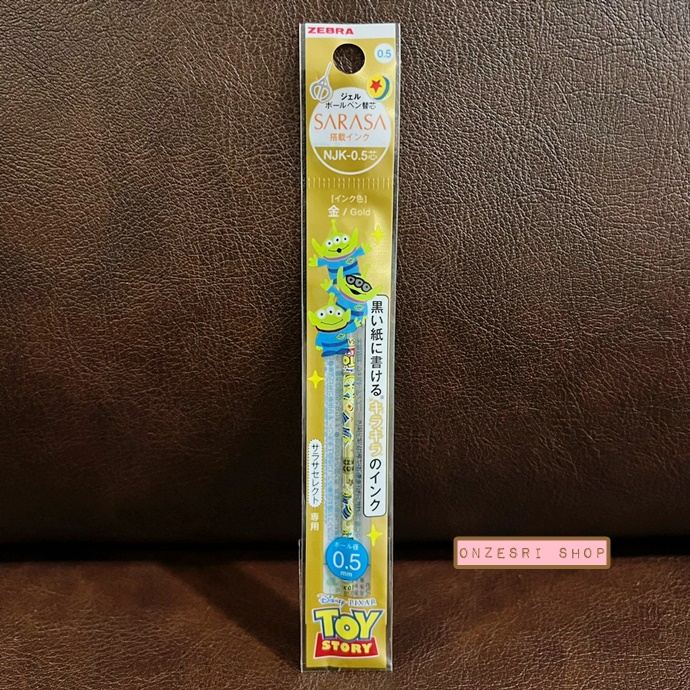 ZEBRA
0.5
ジェル
ボールペン替芯
SARASA
搭載インク
NJK-0.5芯
[インク色]
金 / Gold
黒い紙に書ける
キラキラのインク
サラサセレクト
専用
ボール径
0.5
mm
Disney · PIXAR
TOY
STORY
ONZESRI SHOP